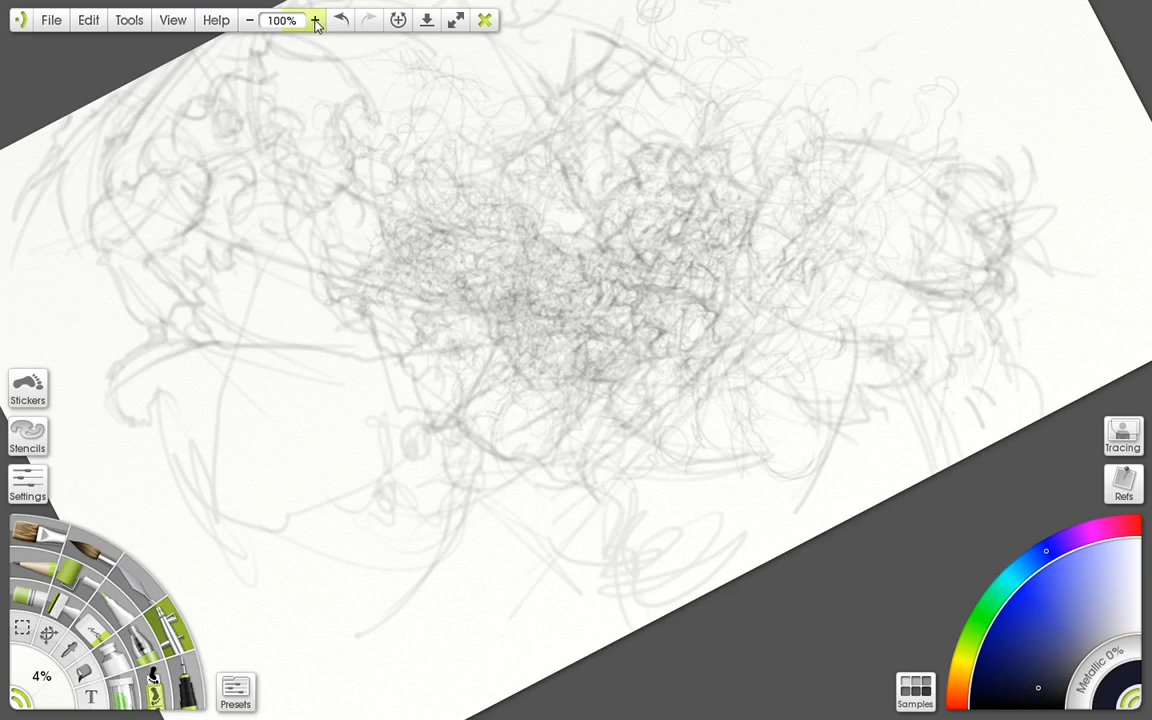 File Edit Tools View Help − 100% +
Stickers
Stencils
Settings
Tracing
Refs
4%
T
Presets
Metallic 0%
Samples